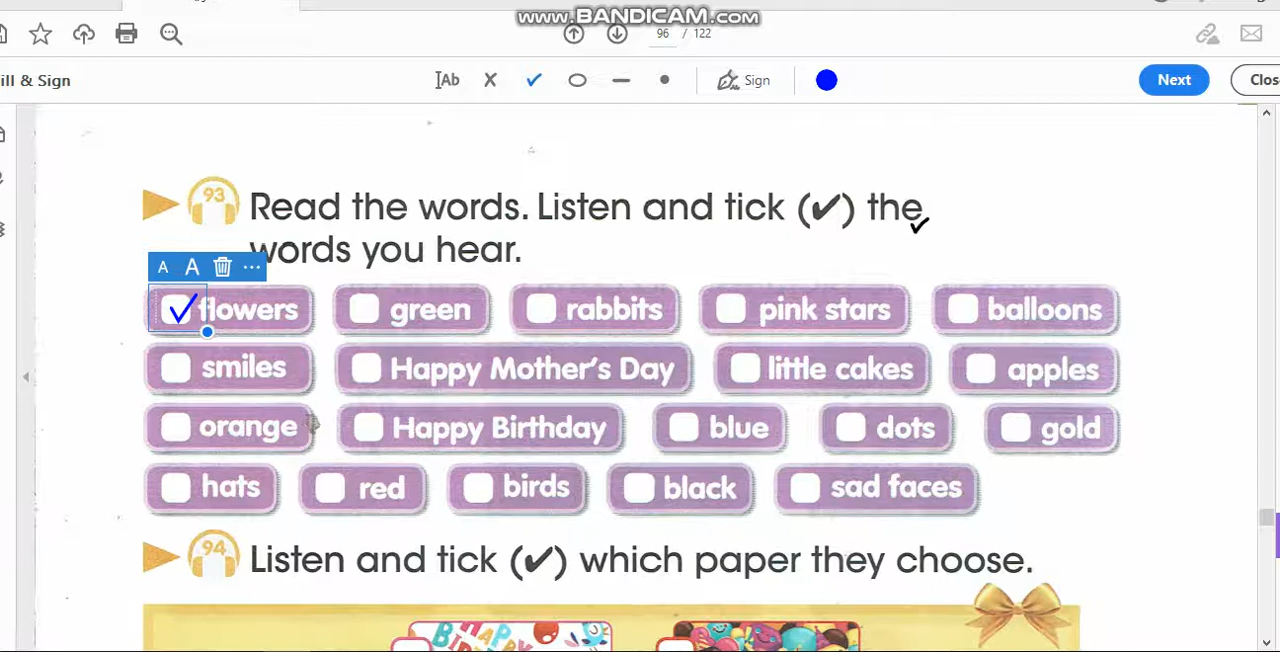 www.BANDICAM.com
96 / 122
ill & Sign
IAb
Sign
Next
Clos
93 Read the words. Listen and tick (✔) the
words you hear.
A A
flowers green rabbits pink stars balloons
smiles Happy Mother's Day little cakes apples
orange Happy Birthday blue dots gold
hats red birds black sad faces
94 Listen and tick (✔) which paper they choose.
HAPPY